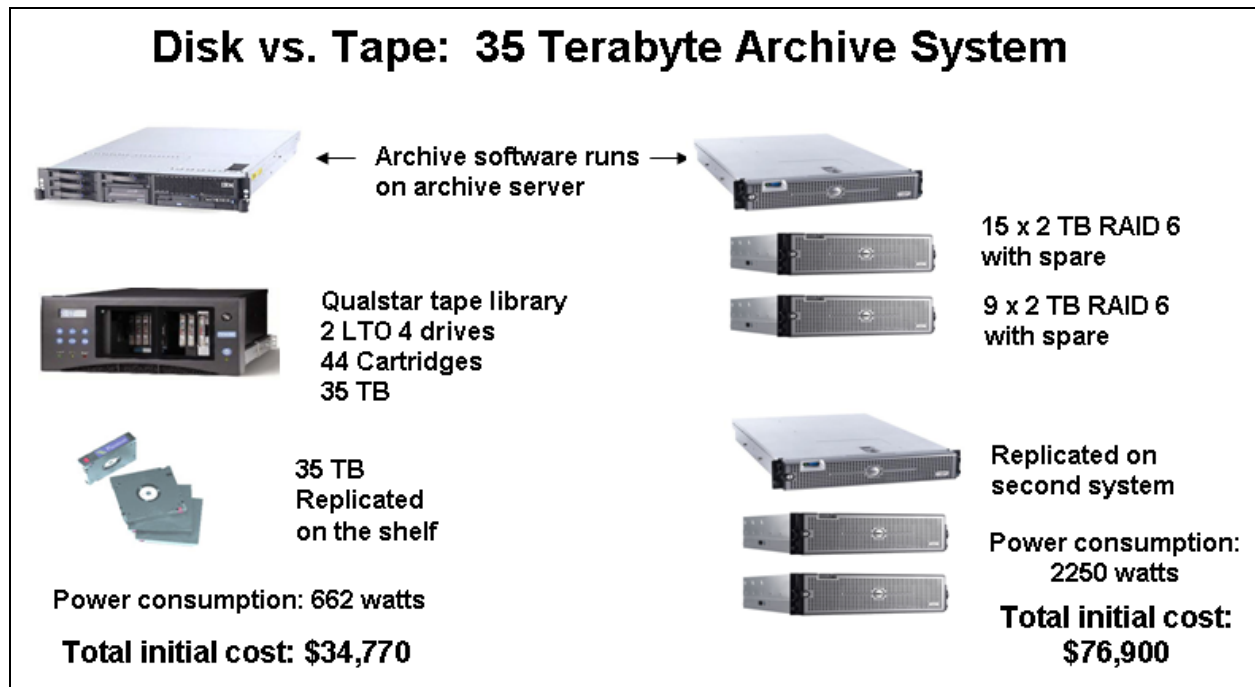 Disk vs. Tape: 35 Terabyte Archive System
Archive software runs
on archive server
IBM
Qualstar tape library
2 LTO 4 drives
44 Cartridges
35 TB
35 TB
Replicated
on the shelf
Power consumption: 662 watts
Total initial cost: $34,770
15 x 2 TB RAID 6
with spare
9 x 2 TB RAID 6
with spare
Replicated on
second system
Power consumption:
2250 watts
Total initial cost:
$76,900